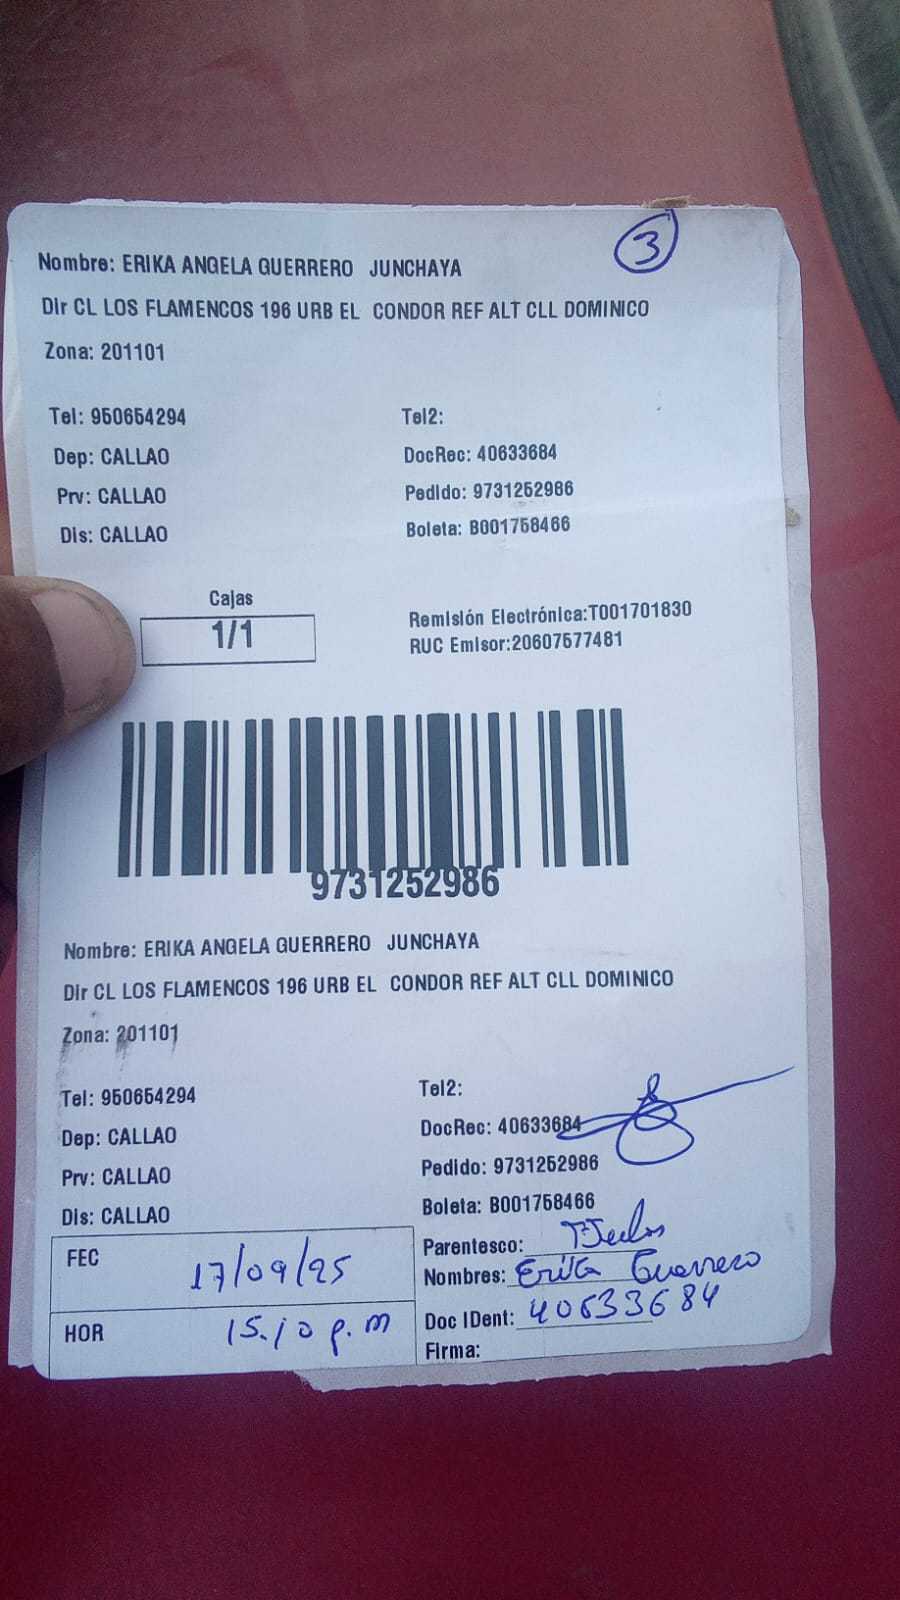 3
Nombre: ERIKA ANGELA GUERRERO JUNCHAYA
Dir CL LOS FLAMENCOS 196 URB EL CONDOR REF ALT CLL DOMINICO
Zona: 201101
Tel: 950654294 Tel2:
Dep: CALLAO DocRec: 40633684
Prv: CALLAO Pedido: 9731252986
Dis: CALLAO Boleta: B001758466
Cajas
1/1
Remisión Electrónica:T001701830
RUC Emisor:20607577481
9731252986
Nombre: ERIKA ANGELA GUERRERO JUNCHAYA
Dir CL LOS FLAMENCOS 196 URB EL CONDOR REF ALT CLL DOMINICO
Zona: 201101
Tel: 950654294 Tel2:
Dep: CALLAO DocRec: 40633684
Prv: CALLAO Pedido: 9731252986
Dis: CALLAO Boleta: B001758466
FEC 17/09/25 Parentesco:
Nombres: Erika Guerrero
HOR 15.10 p.m Doc IDent: 40633684
Firma: